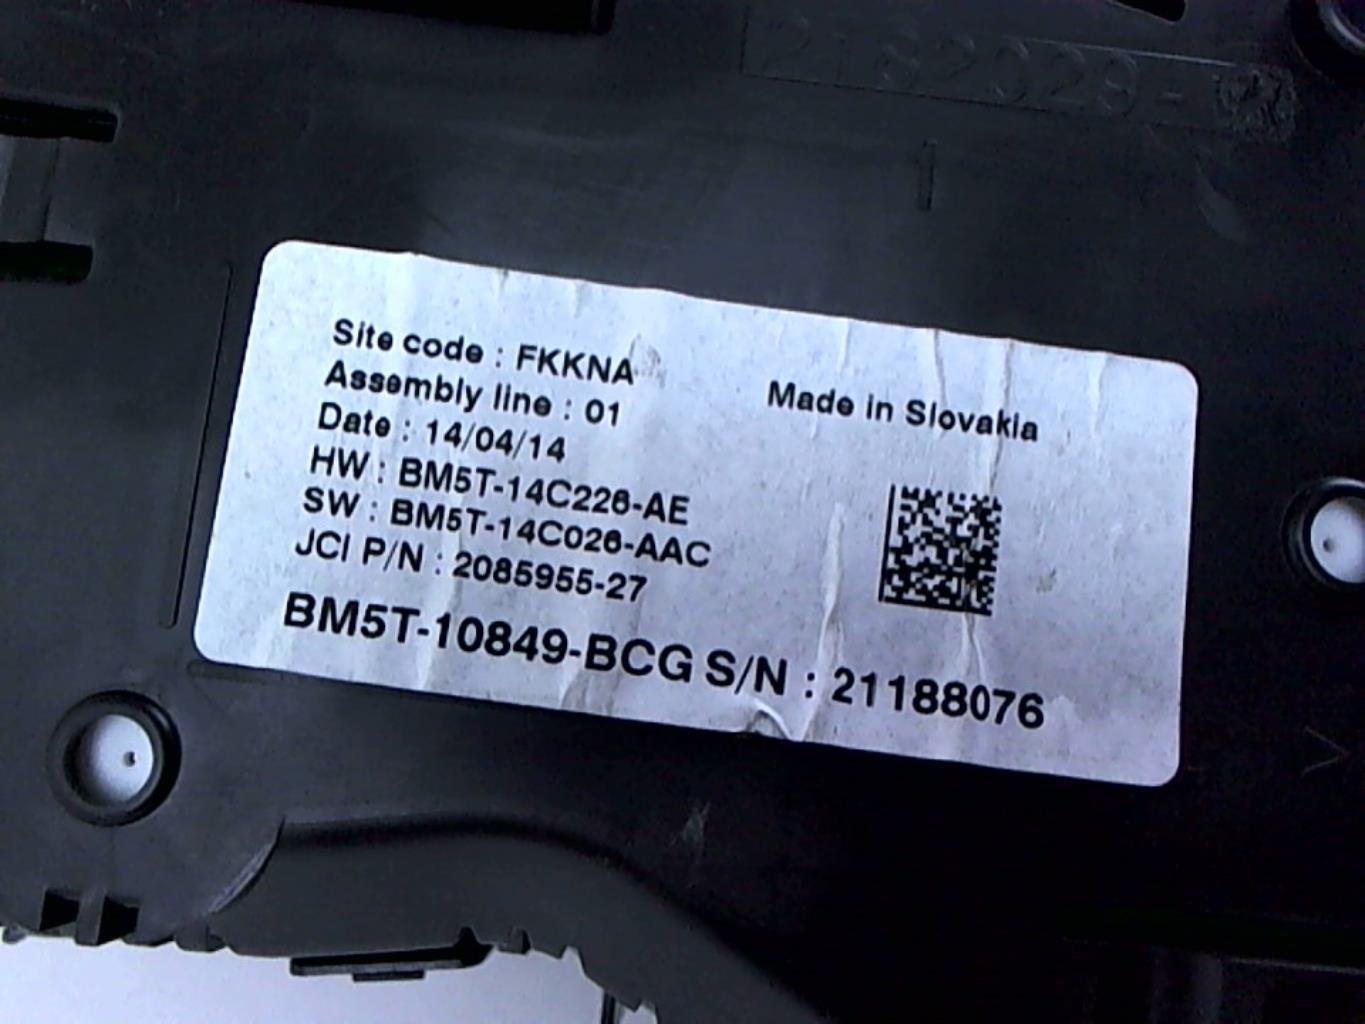 2182029-
Site code : FKKNA
Assembly line : 01
Made in Slovakia
Date : 14/04/14
HW : BM5T-14C226-AE
SW : BM5T-14C026-AAC
JCI P/N : 2085955-27
BM5T-10849-BCG S/N : 21188076